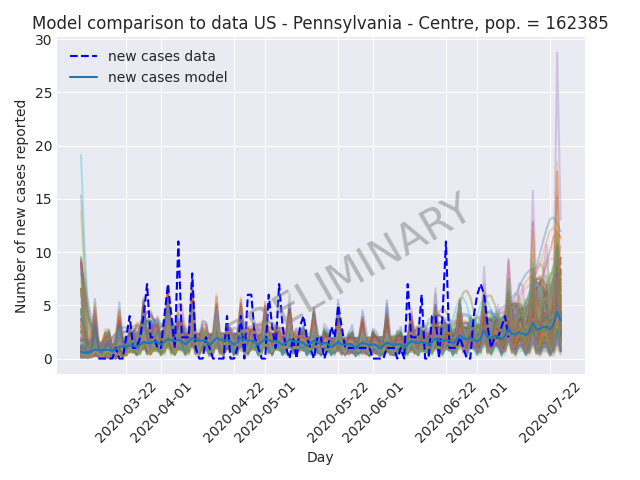 Model comparison to data US - Pennsylvania - Centre, pop. = 162385
30
25
20
15
10
5
0
Number of new cases reported
new cases data
new cases model
PRELIMINARY
2020-03-22
2020-04-01
2020-04-22
2020-05-01
2020-05-22
2020-06-01
2020-06-22
2020-07-01
2020-07-22
Day